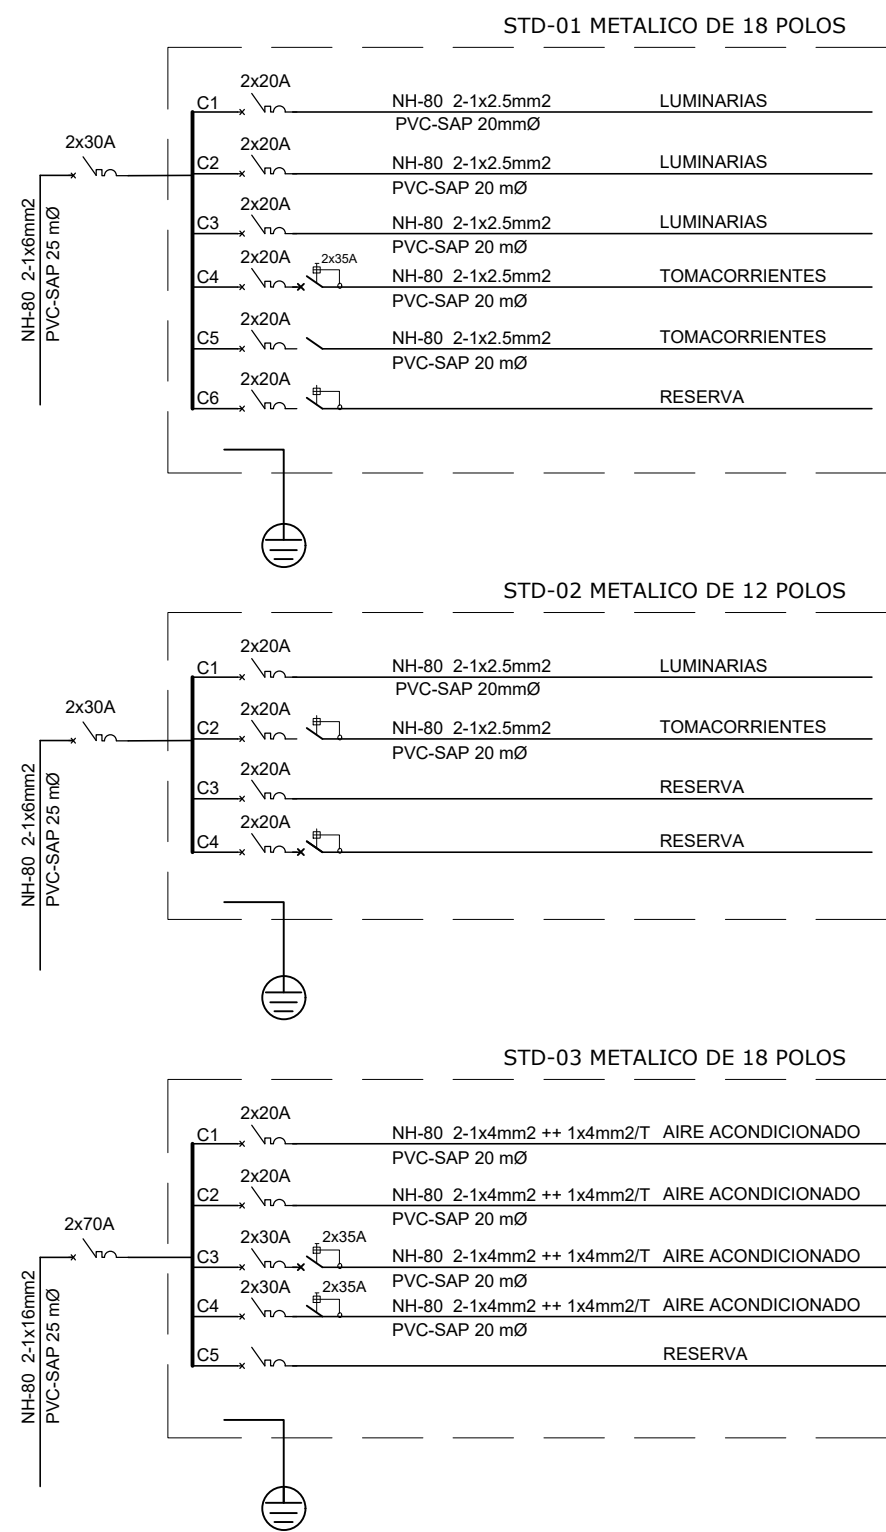 STD-01 METALICO DE 18 POLOS
2x30A
NH-80 2-1x6mm2
PVC-SAP 25 mØ
2x20A
C1
NH-80 2-1x2.5mm2
LUMINARIAS
PVC-SAP 20mmØ
2x20A
C2
NH-80 2-1x2.5mm2
LUMINARIAS
PVC-SAP 20 mØ
2x20A
C3
NH-80 2-1x2.5mm2
LUMINARIAS
PVC-SAP 20 mØ
2x20A
2x35A
C4
NH-80 2-1x2.5mm2
TOMACORRIENTES
PVC-SAP 20 mØ
2x20A
C5
NH-80 2-1x2.5mm2
TOMACORRIENTES
PVC-SAP 20 mØ
2x20A
C6
RESERVA
STD-02 METALICO DE 12 POLOS
2x30A
NH-80 2-1x6mm2
PVC-SAP 25 mØ
2x20A
C1
NH-80 2-1x2.5mm2
LUMINARIAS
PVC-SAP 20mmØ
2x20A
C2
NH-80 2-1x2.5mm2
TOMACORRIENTES
PVC-SAP 20 mØ
2x20A
C3
RESERVA
2x20A
C4
RESERVA
STD-03 METALICO DE 18 POLOS
2x70A
NH-80 2-1x16mm2
PVC-SAP 25 mØ
2x20A
C1
NH-80 2-1x4mm2 ++ 1x4mm2/T AIRE ACONDICIONADO
PVC-SAP 20 mØ
2x20A
C2
NH-80 2-1x4mm2 ++ 1x4mm2/T AIRE ACONDICIONADO
PVC-SAP 20 mØ
2x30A
2x35A
C3
NH-80 2-1x4mm2 ++ 1x4mm2/T AIRE ACONDICIONADO
PVC-SAP 20 mØ
2x30A
2x35A
C4
NH-80 2-1x4mm2 ++ 1x4mm2/T AIRE ACONDICIONADO
PVC-SAP 20 mØ
C5
RESERVA